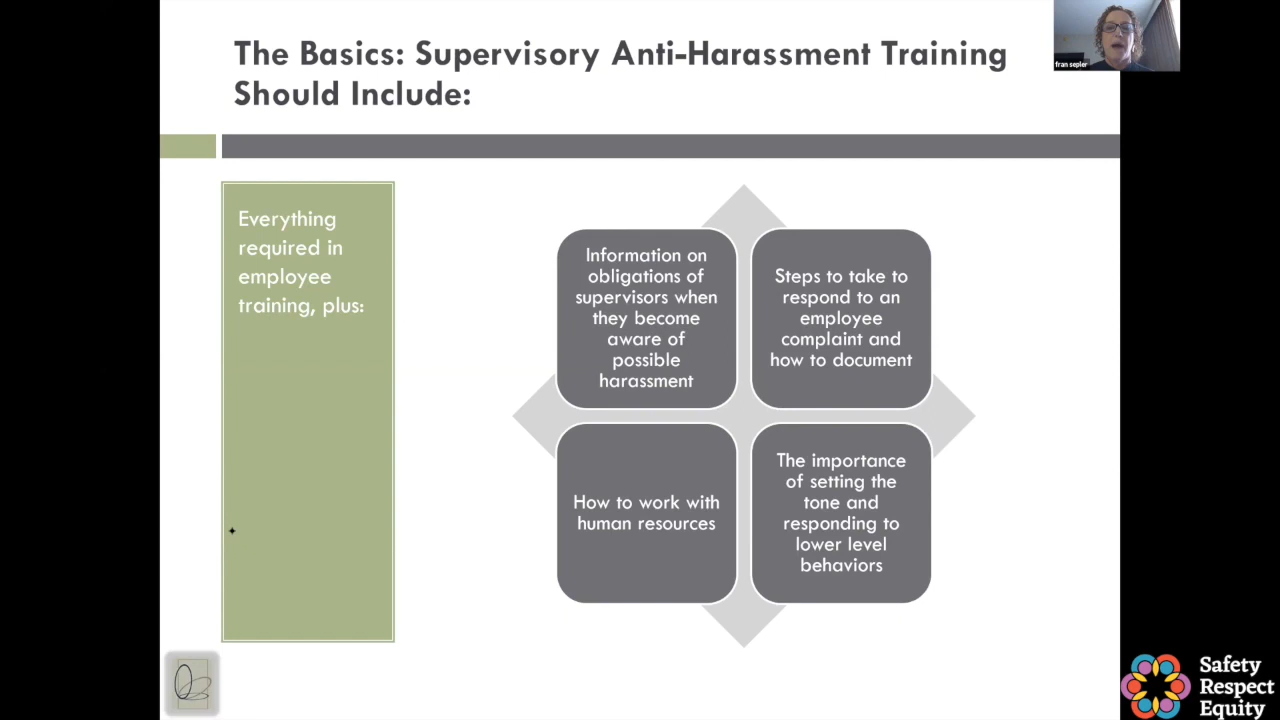 The Basics: Supervisory Anti-Harassment Training
Should Include:
fran sepler
Everything
required in
employee
training, plus:
Information on
obligations of
supervisors when
they become
aware of
possible
harassment
Steps to take to
respond to an
employee
complaint and
how to document
How to work with
human resources
The importance
of setting the
tone and
responding to
lower level
behaviors
Safety
Respect
Equity